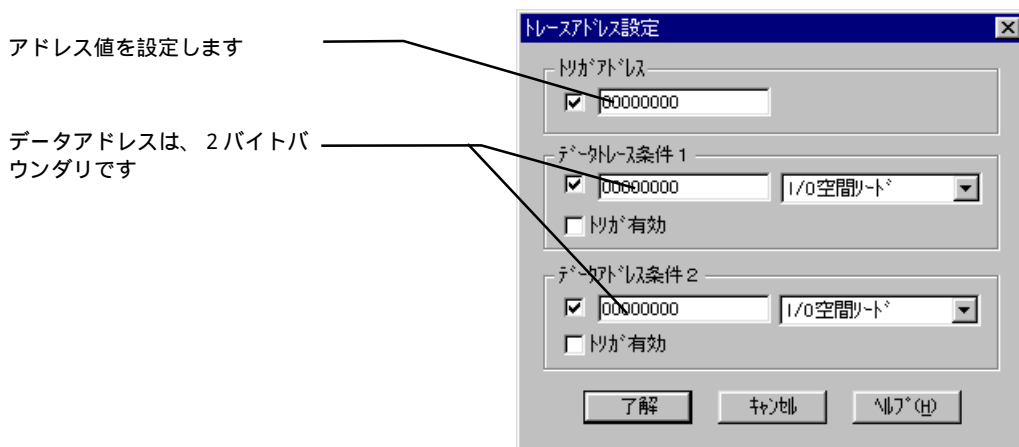 アドレス値を設定します
データアドレスは、２バイトバ
ウンダリです
ﾄﾚｰｽｱﾄﾞﾚｽ設定
ﾄﾘｶﾞｱﾄﾞﾚｽ
00000000
ﾃﾞｰﾀﾄﾚｰｽ条件１
00000000 I/O空間ﾘｰﾄﾞ
ﾄﾘｶﾞ有効
ﾃﾞｰﾀｱﾄﾞﾚｽ条件２
00000000 I/O空間ﾘｰﾄﾞ
ﾄﾘｶﾞ有効
了解 ｷｬﾝｾﾙ ﾍﾙﾌﾟ(H)